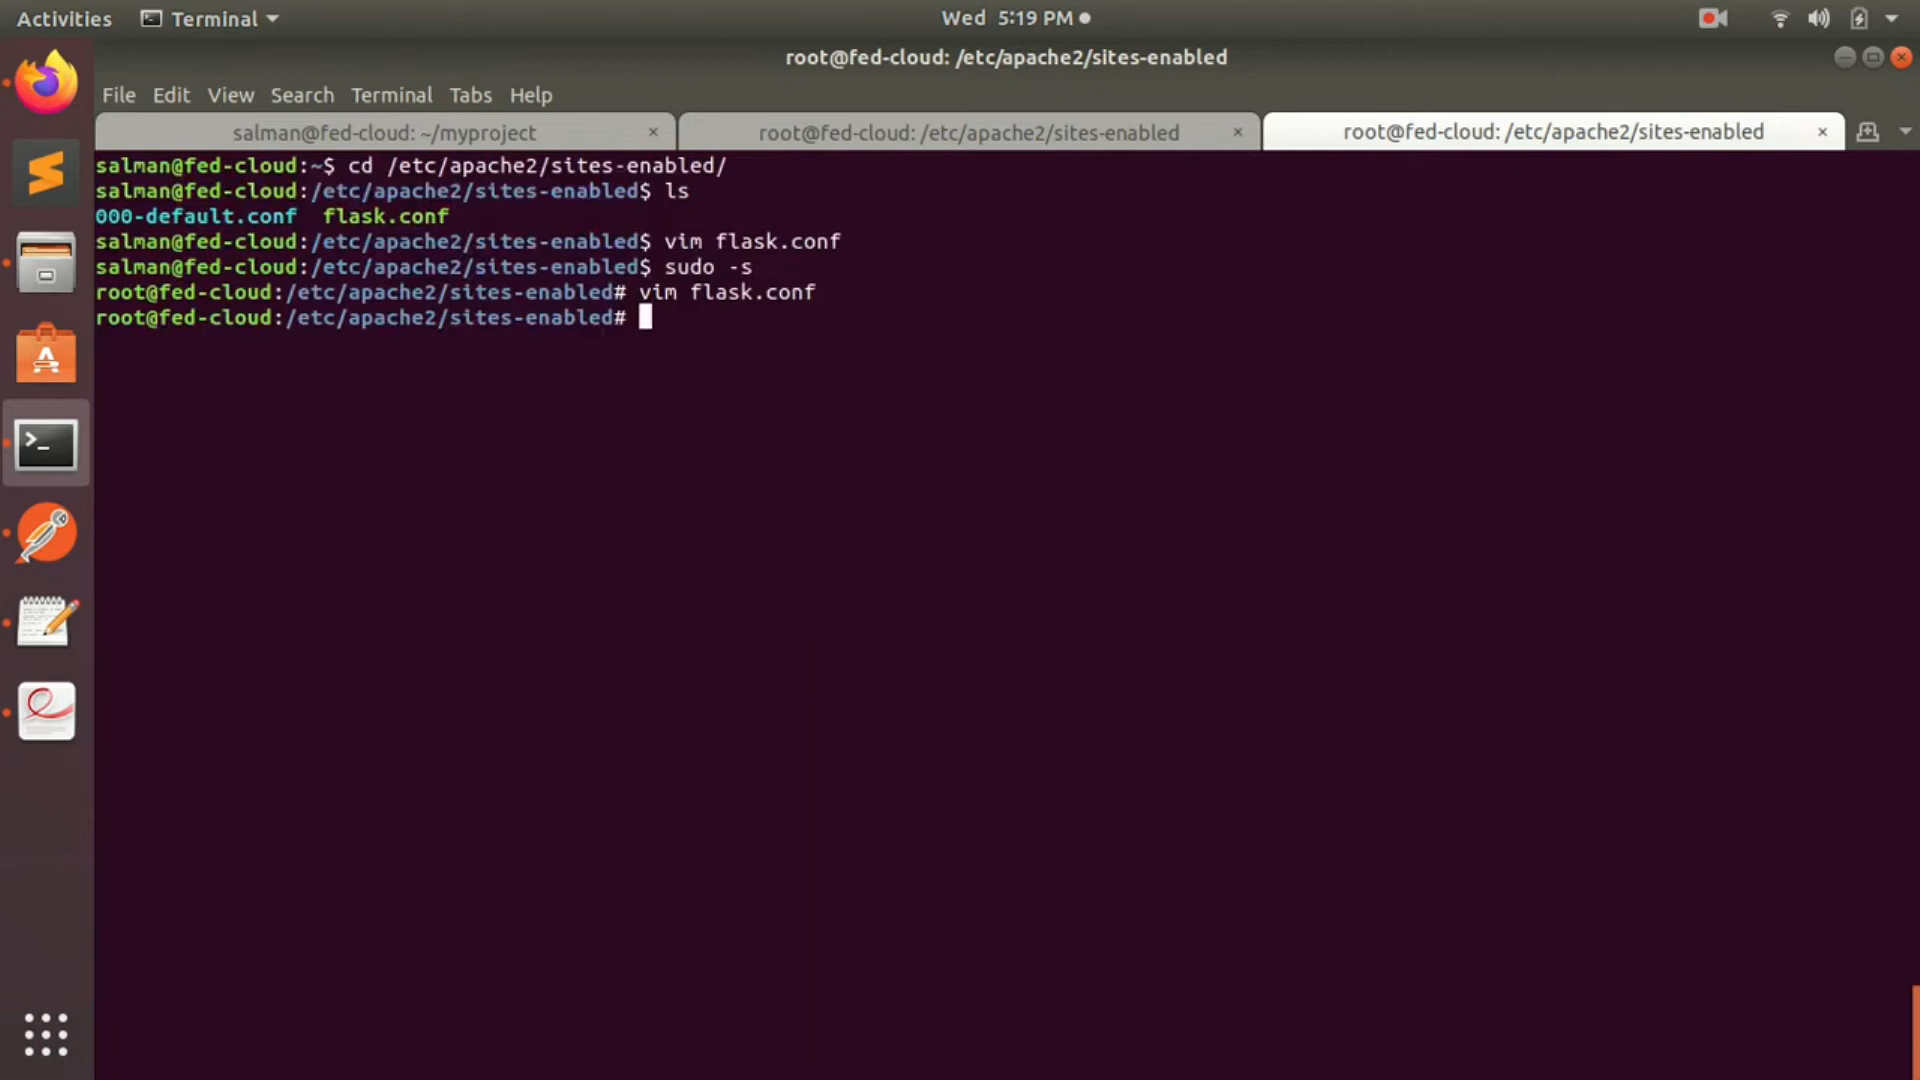 Activities Terminal Wed 5:19 PM
root@fed-cloud: /etc/apache2/sites-enabled
File Edit View Search Terminal Tabs Help
salman@fed-cloud: ~/myproject × root@fed-cloud: /etc/apache2/sites-enabled × root@fed-cloud: /etc/apache2/sites-enabled ×
salman@fed-cloud:~$ cd /etc/apache2/sites-enabled/
salman@fed-cloud:/etc/apache2/sites-enabled$ ls
000-default.conf flask.conf
salman@fed-cloud:/etc/apache2/sites-enabled$ vim flask.conf
salman@fed-cloud:/etc/apache2/sites-enabled$ sudo -s
root@fed-cloud:/etc/apache2/sites-enabled# vim flask.conf
root@fed-cloud:/etc/apache2/sites-enabled#